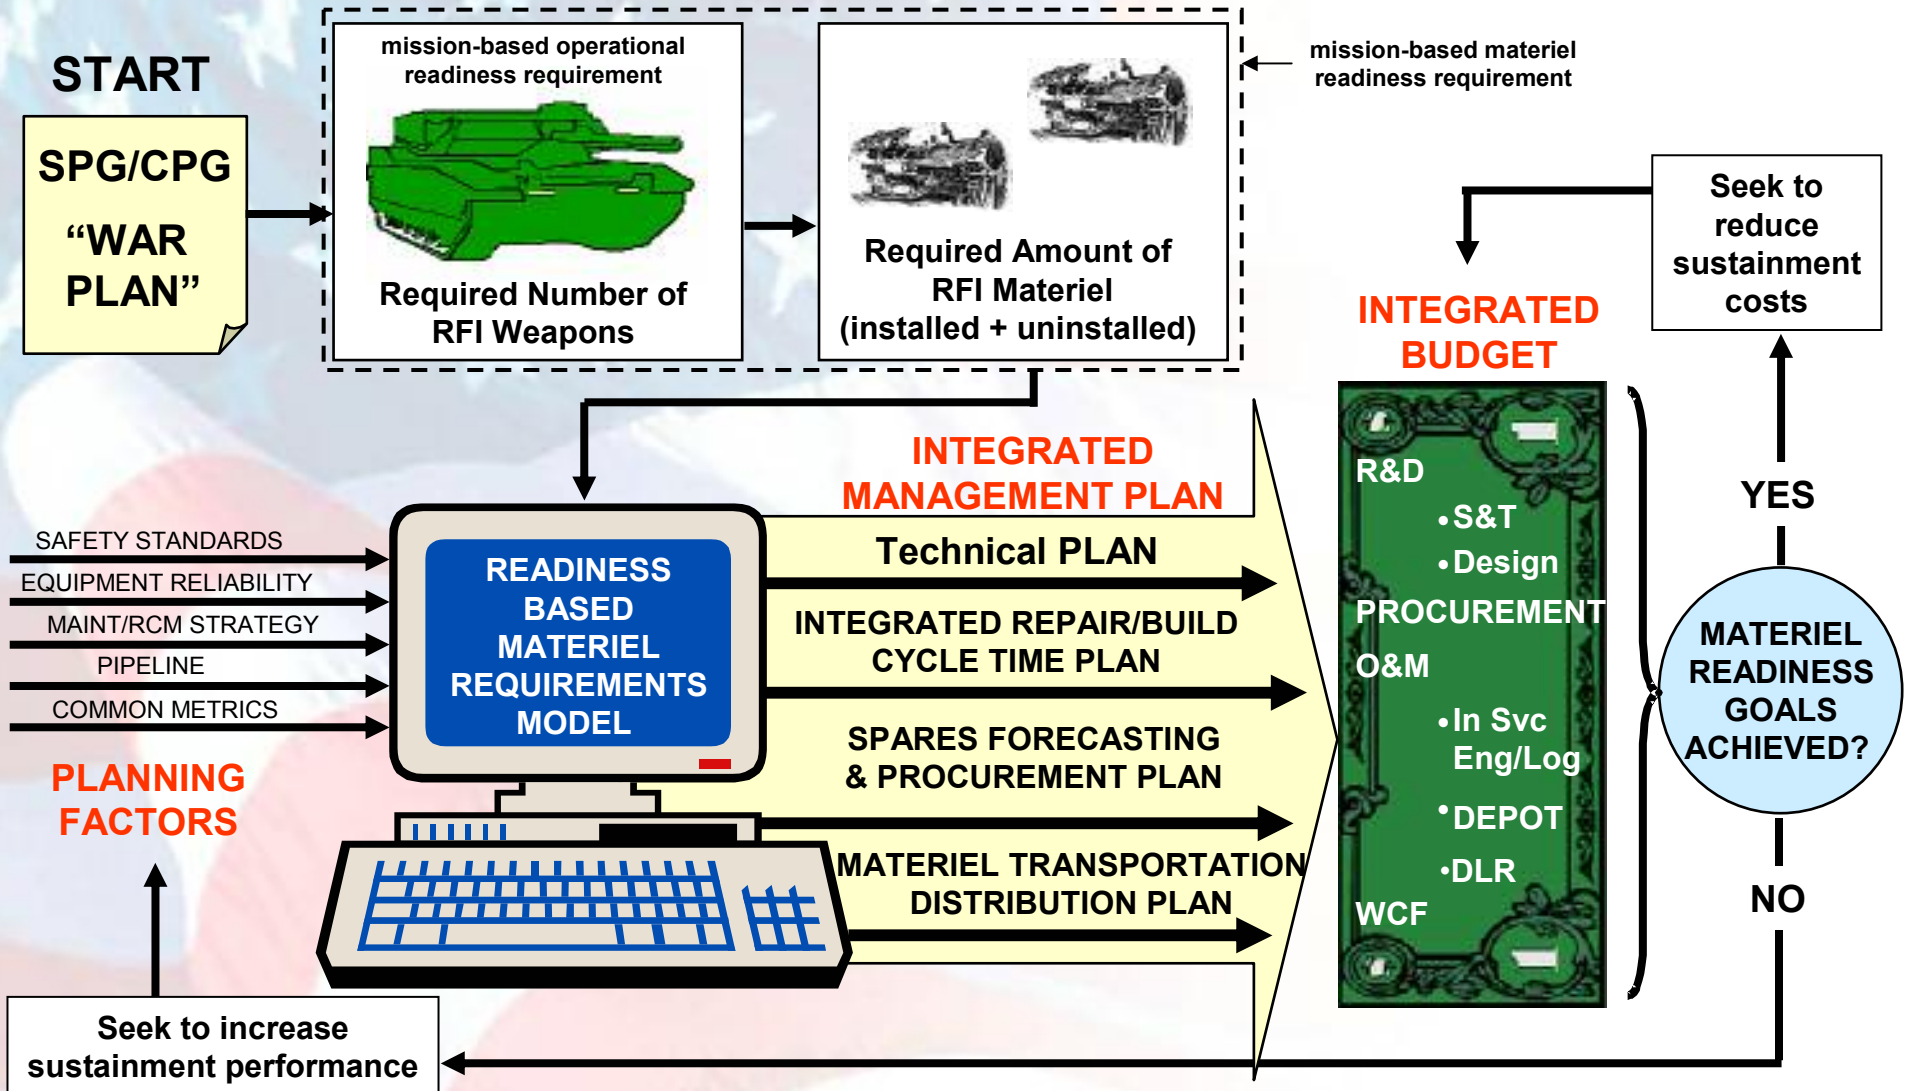 START
SPG/CPG
“WAR
PLAN”
mission-based operational
readiness requirement
Required Number of
RFI Weapons
Required Amount of
RFI Materiel
(installed + uninstalled)
mission-based materiel
readiness requirement
SAFETY STANDARDS
EQUIPMENT RELIABILITY
MAINT/RCM STRATEGY
PIPELINE
COMMON METRICS
PLANNING
FACTORS
Seek to increase
sustainment performance
READINESS
BASED
MATERIEL
REQUIREMENTS
MODEL
INTEGRATED
MANAGEMENT PLAN
Technical PLAN
INTEGRATED REPAIR/BUILD
CYCLE TIME PLAN
SPARES FORECASTING
& PROCUREMENT PLAN
MATERIEL TRANSPORTATION
DISTRIBUTION PLAN
INTEGRATED
BUDGET
R&D
•S&T
•Design
PROCUREMENT
O&M
•In Svc
Eng/Log
•DEPOT
•DLR
WCF
Seek to
reduce
sustainment
costs
YES
MATERIEL
READINESS
GOALS
ACHIEVED?
NO